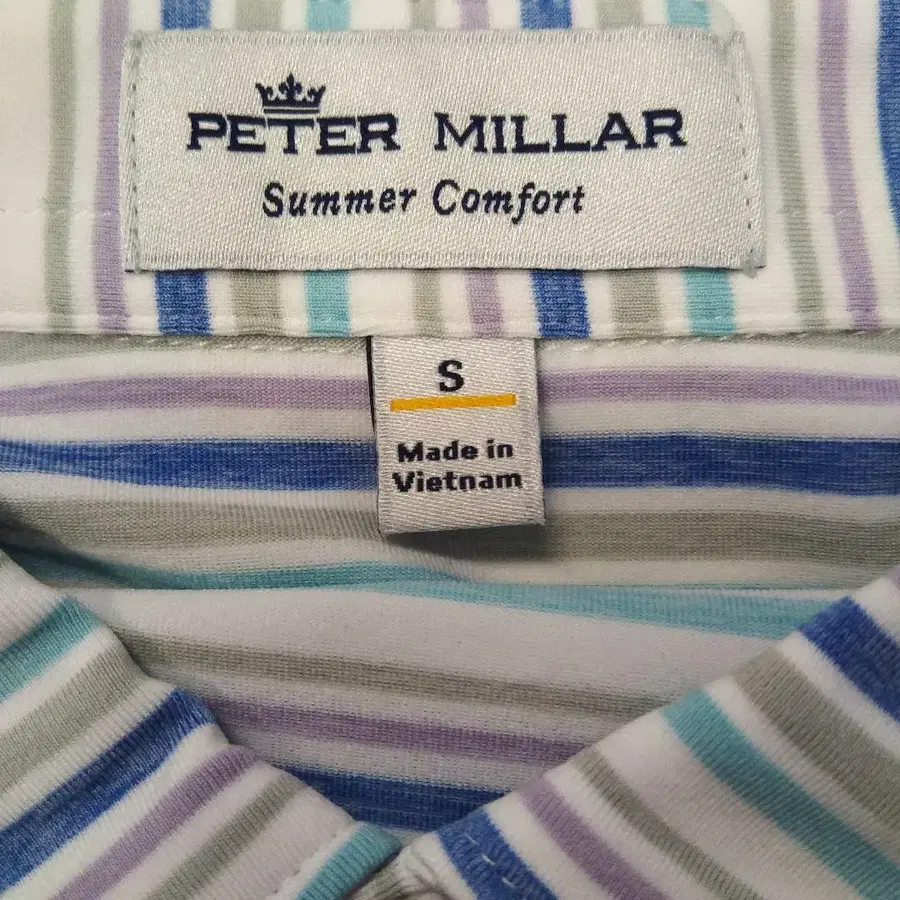 PETER MILLAR
Summer Comfort
S
Made in
Vietnam